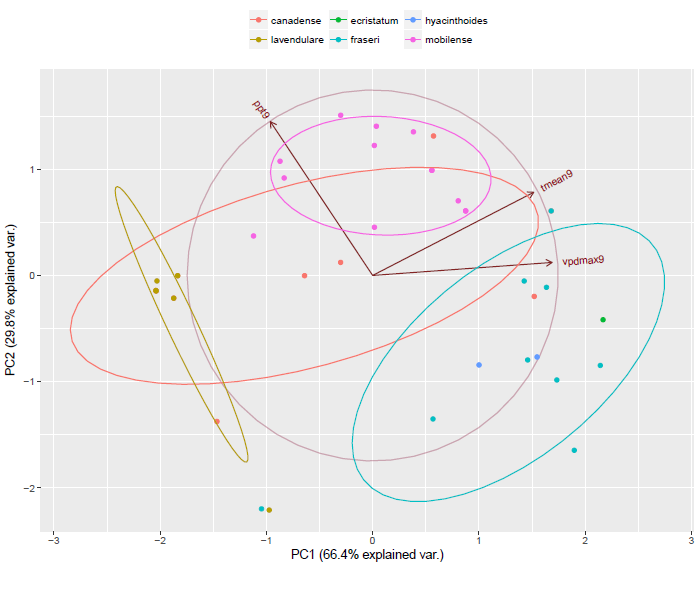 canadense ecristatum hyacinthoides
lavendulare fraseri mobilense
ppt9
tmean9
vpdmax9
1
0
−1
−2
PC2 (29.8% explained var.)
−3 −2 −1 0 1 2 3
PC1 (66.4% explained var.)